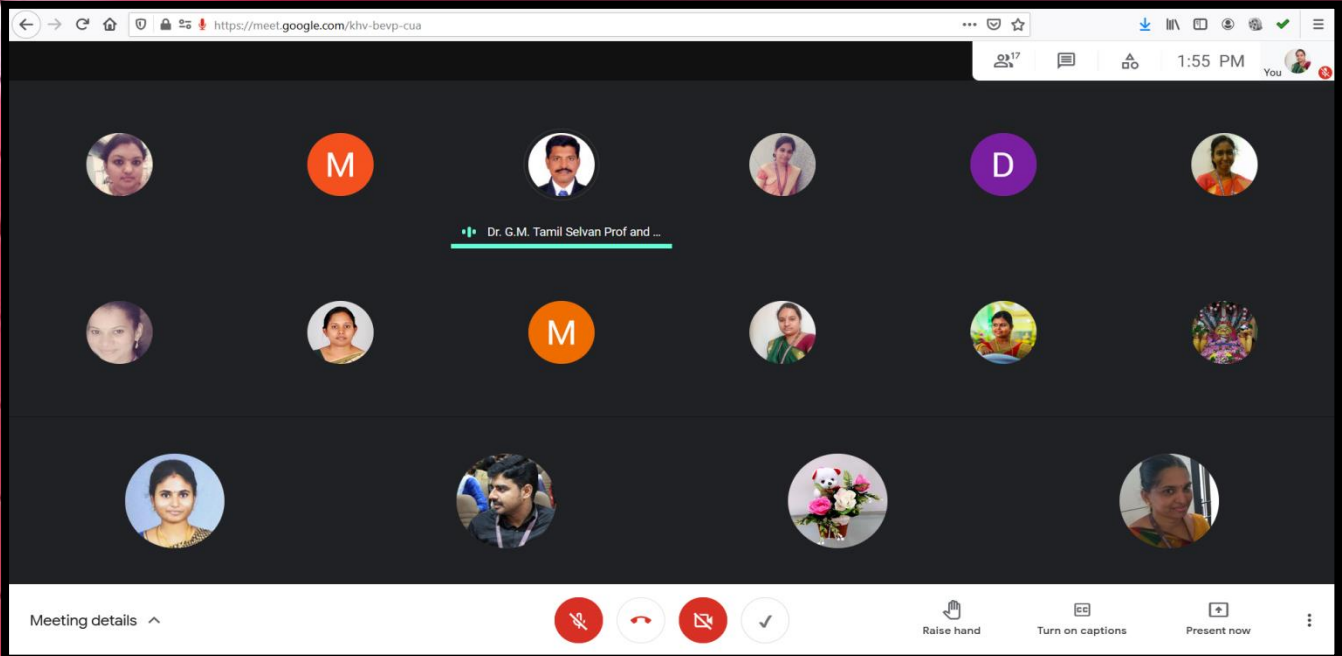 https://meet.google.com/khv-bevp-cua
17
1:55 PM
You
M
D
Dr. G.M. Tamil Selvan Prof and ...
M
Meeting details
CC
Raise hand
Turn on captions
Present now